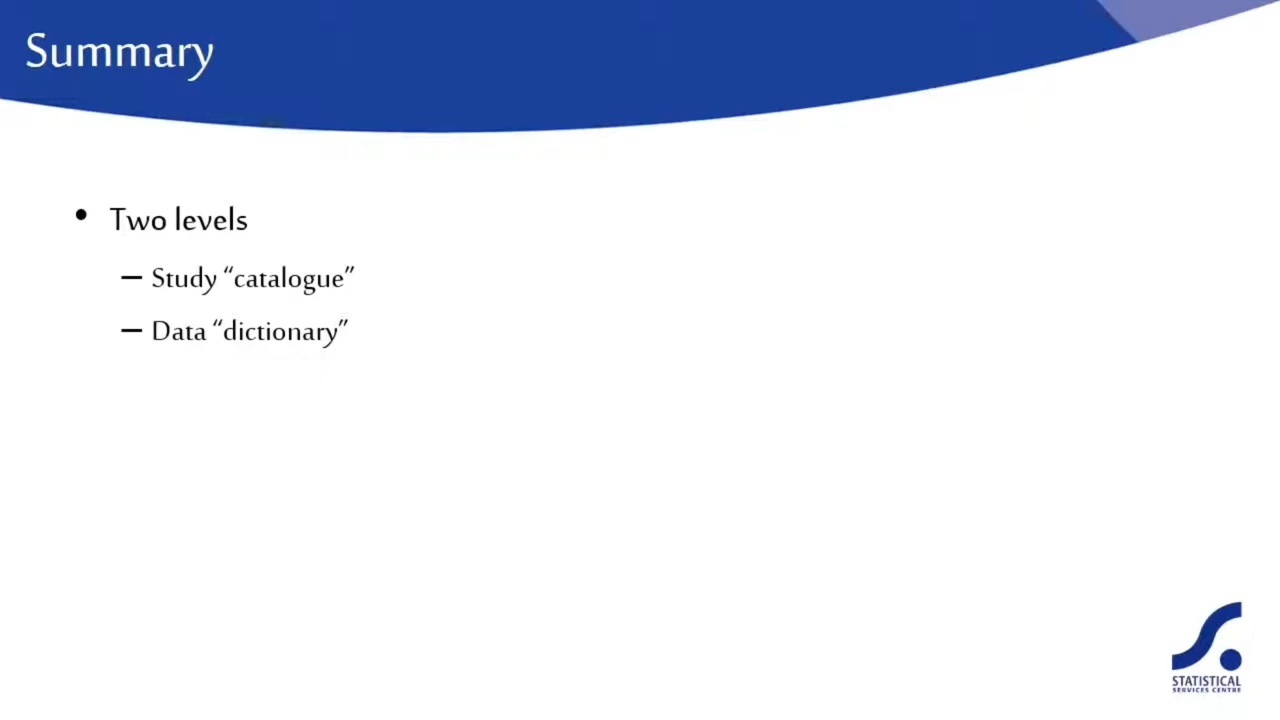 Summary
• Two levels
– Study “catalogue”
– Data “dictionary”
STATISTICAL
SERVICES CENTRE